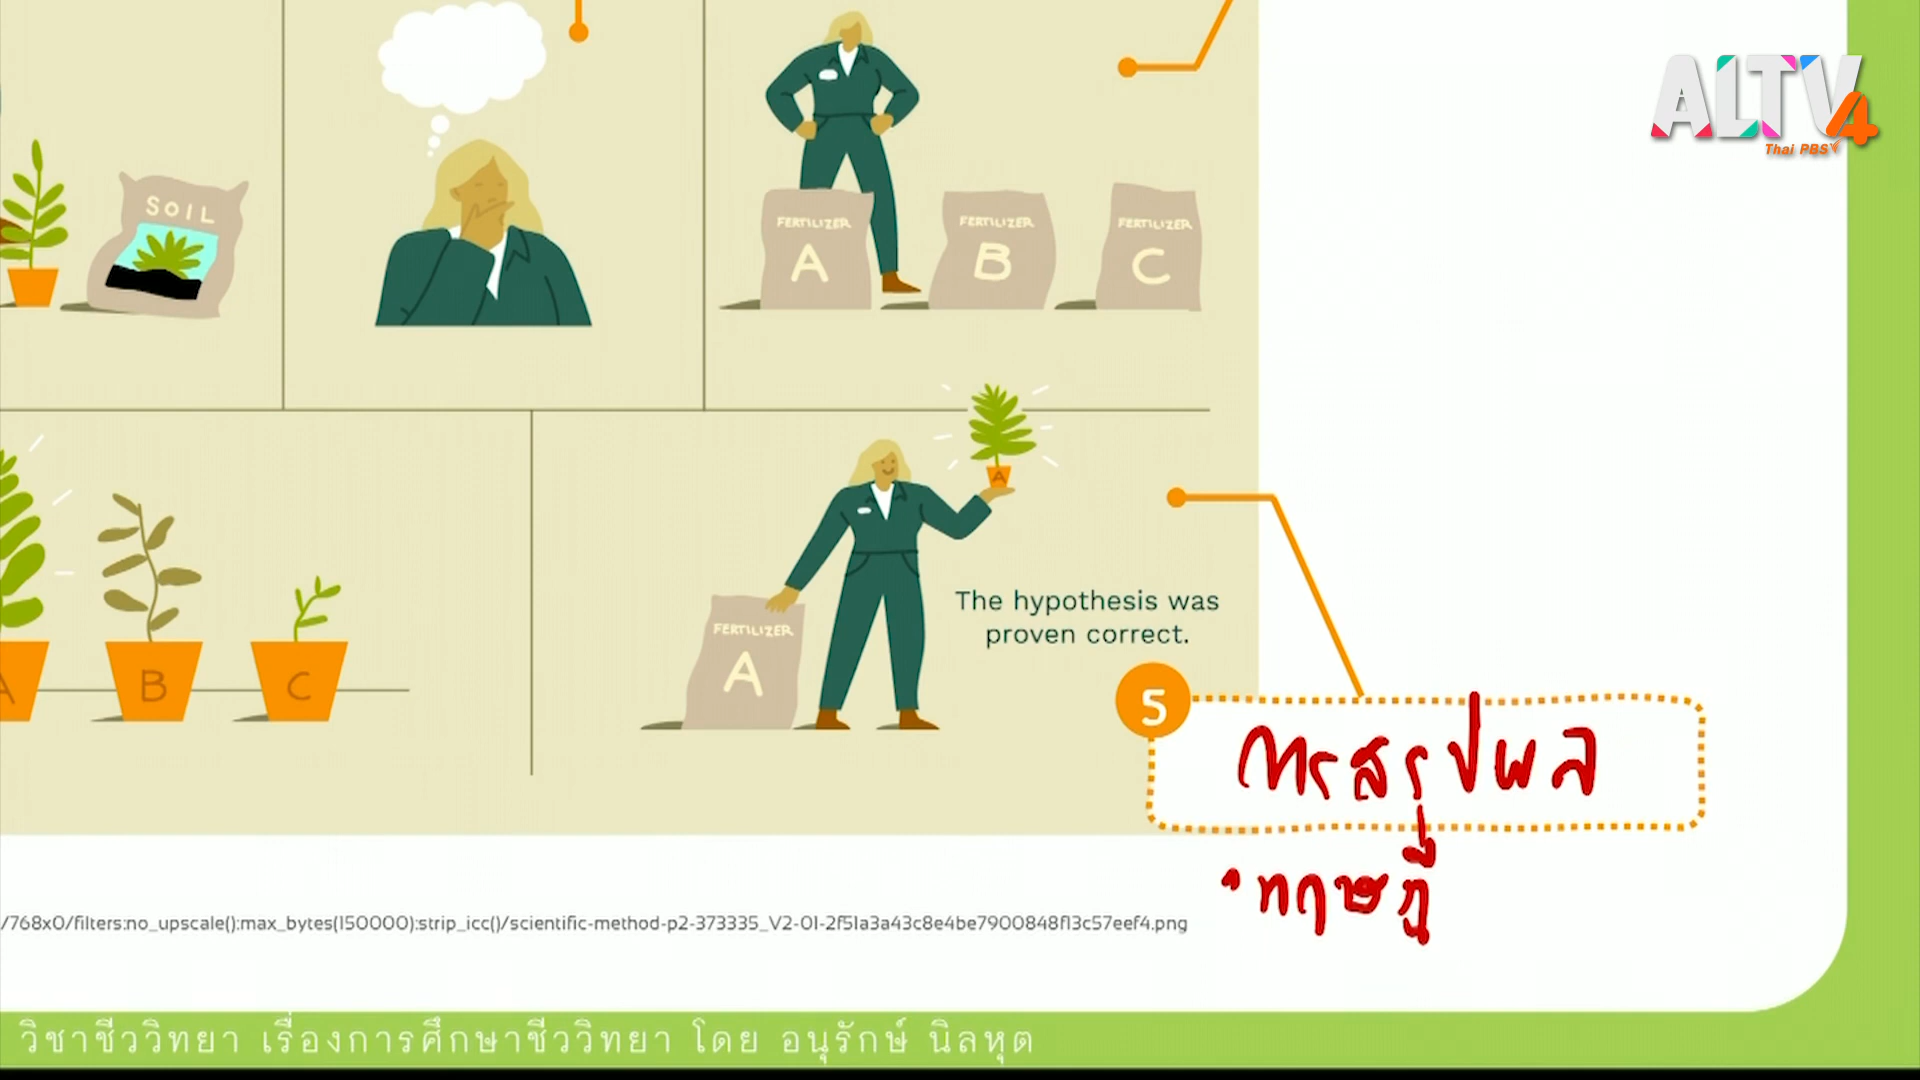 ALTV4
Thai PBS
SOIL
FERTILIZER
A
FERTILIZER
B
FERTILIZER
C
A
A
B
C
FERTILIZER
A
The hypothesis was
proven correct.
5
การสรุปผล
• ทฤษฎี
/768x0/filters:no_upscale():max_bytes(150000):strip_icc()/scientific-method-p2-373335_V2-01-2f51a3a43c8e4be7900848f13c57eef4.png
วิชาชีววิทยา เรื่องการศึกษาชีววิทยา โดย อนุรักษ์ นิลหุต